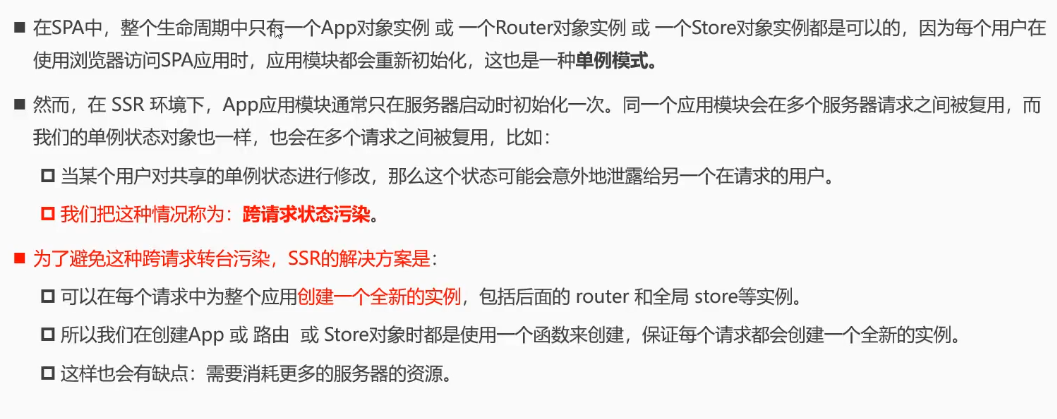 在SPA中，整个生命周期中只有一个App对象实例 或 一个Router对象实例 或 一个Store对象实例都是可以的，因为每个用户在
使用浏览器访问SPA应用时，应用模块都会重新初始化，这也是一种单例模式。
然而，在 SSR 环境下，App应用模块通常只在服务器启动时初始化一次。同一个应用模块会在多个服务器请求之间被复用，而
我们的单例状态对象也一样，也会在多个请求之间被复用，比如：
当某个用户对共享的单例状态进行修改，那么这个状态可能会意外地泄露给另一个在请求的用户。
我们把这种情况称为：跨请求状态污染。
为了避免这种跨请求转台污染，SSR的解决方案是：
可以在每个请求中为整个应用创建一个全新的实例，包括后面的 router 和全局 store等实例。
所以我们在创建App 或 路由 或 Store对象时都是使用一个函数来创建，保证每个请求都会创建一个全新的实例。
这样也会有缺点：需要消耗更多的服务器的资源。